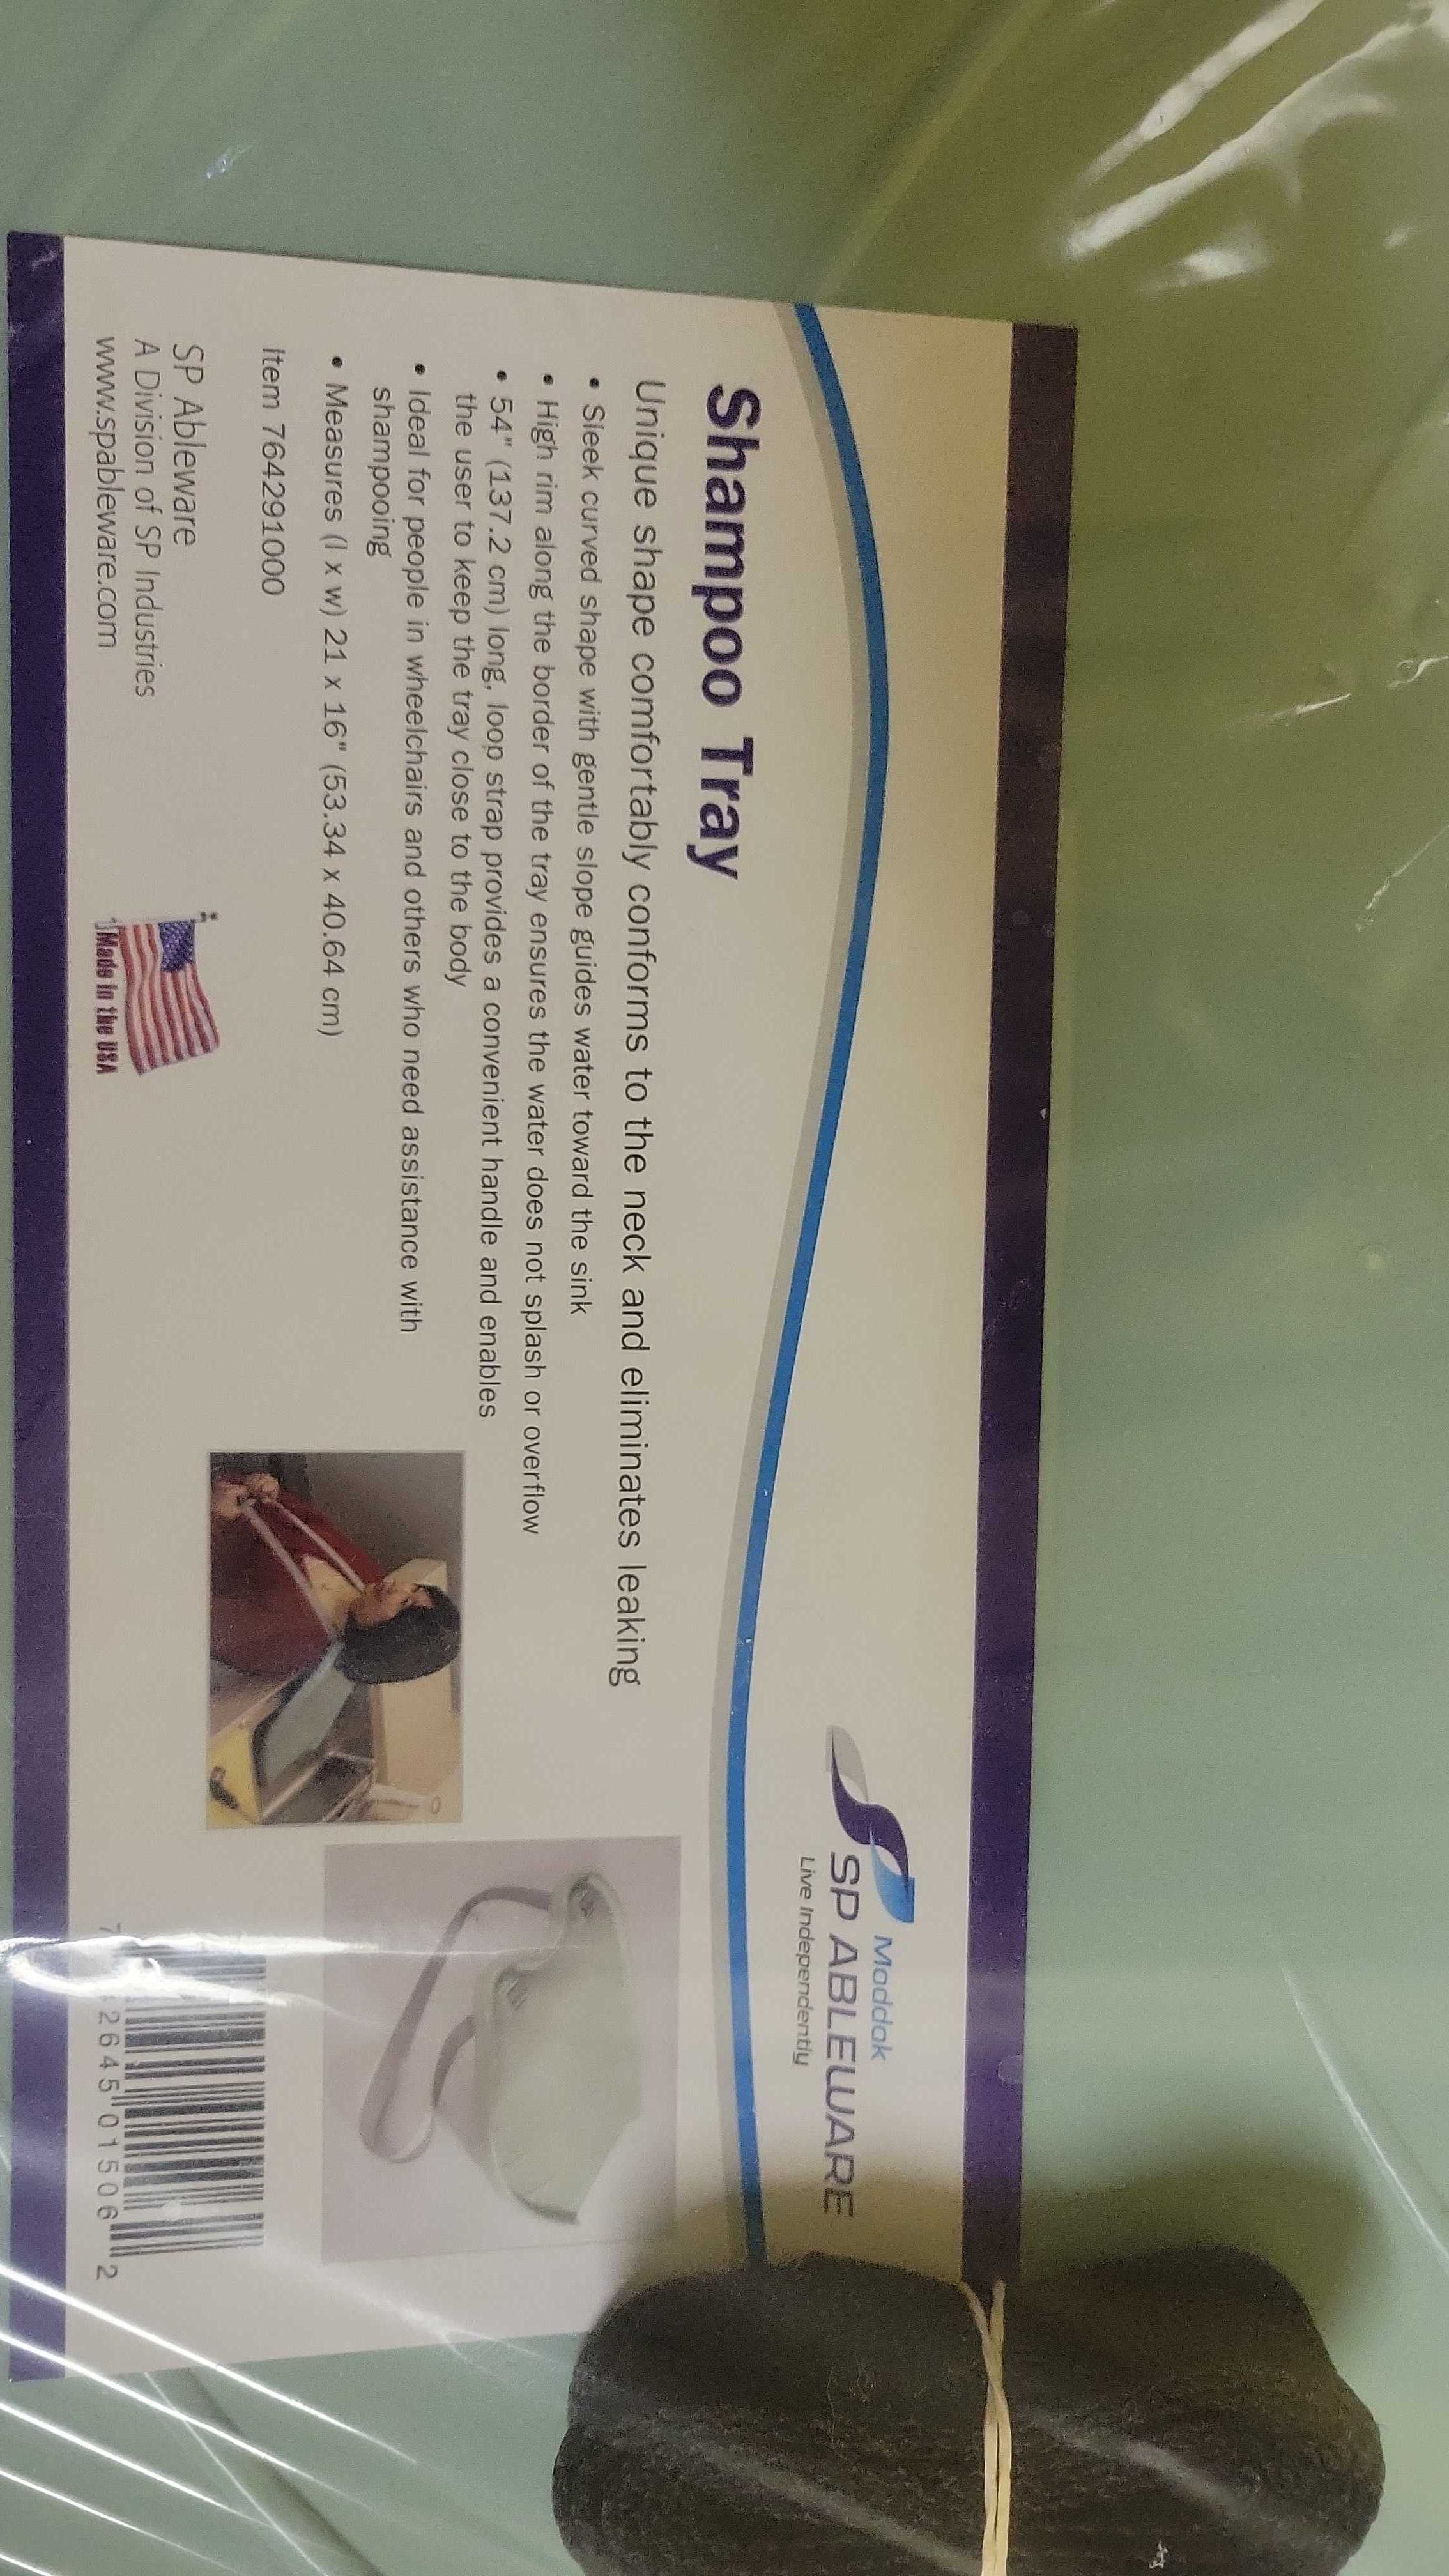 Maddak
SP ABLEWARE
Live Independently
Shampoo Tray
Unique shape comfortably conforms to the neck and eliminates leaking
• Sleek curved shape with gentle slope guides water toward the sink
• High rim along the border of the tray ensures the water does not splash or overflow
• 54" (137.2 cm) long, loop strap provides a convenient handle and enables
the user to keep the tray close to the body
• Ideal for people in wheelchairs and others who need assistance with
shampooing
• Measures (l x w) 21 x 16" (53.34 x 40.64 cm)
Item 764291000
SP Ableware
A Division of SP Industries
www.spableware.com
Made in the USA
01506 2